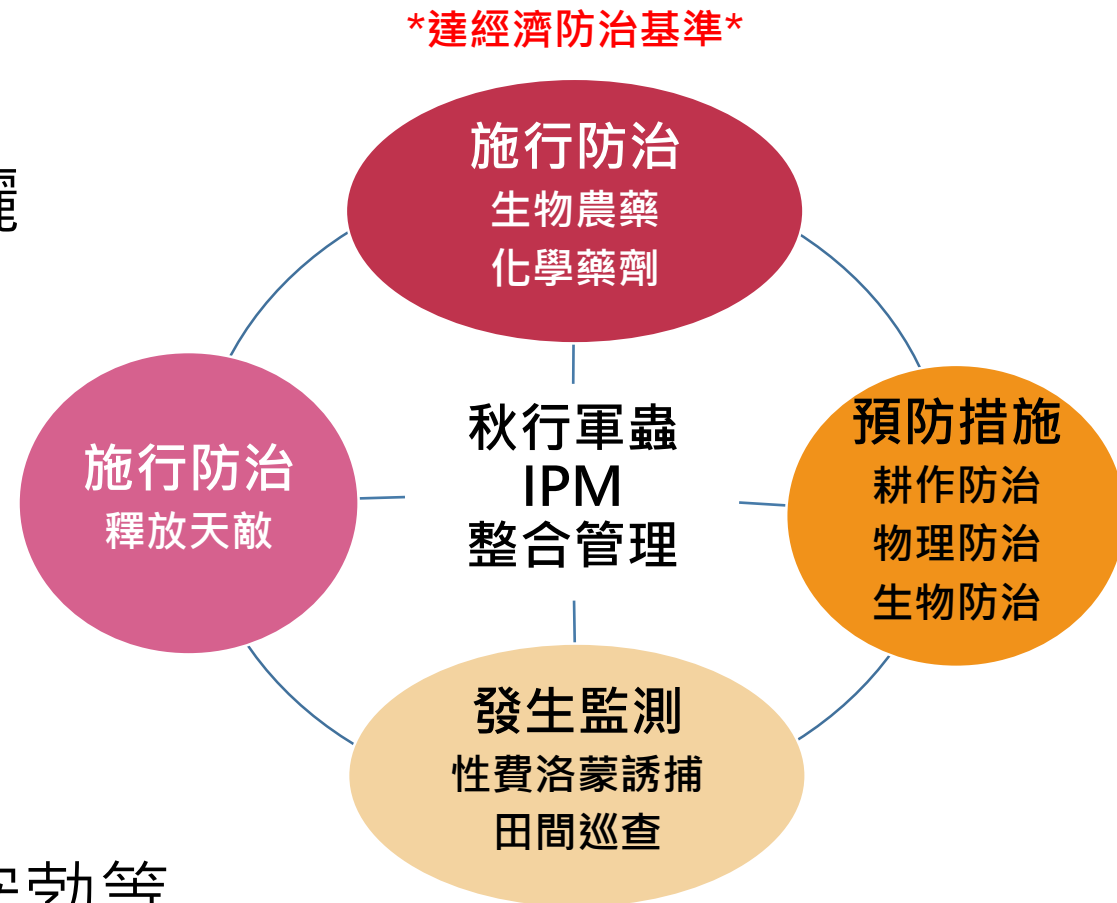 *達經濟防治基準*
施行防治
生物農藥
化學藥劑
施行防治
釋放天敵
秋行軍蟲
IPM
整合管理
預防措施
耕作防治
物理防治
生物防治
發生監測
性費洛蒙誘捕
田間巡查
等